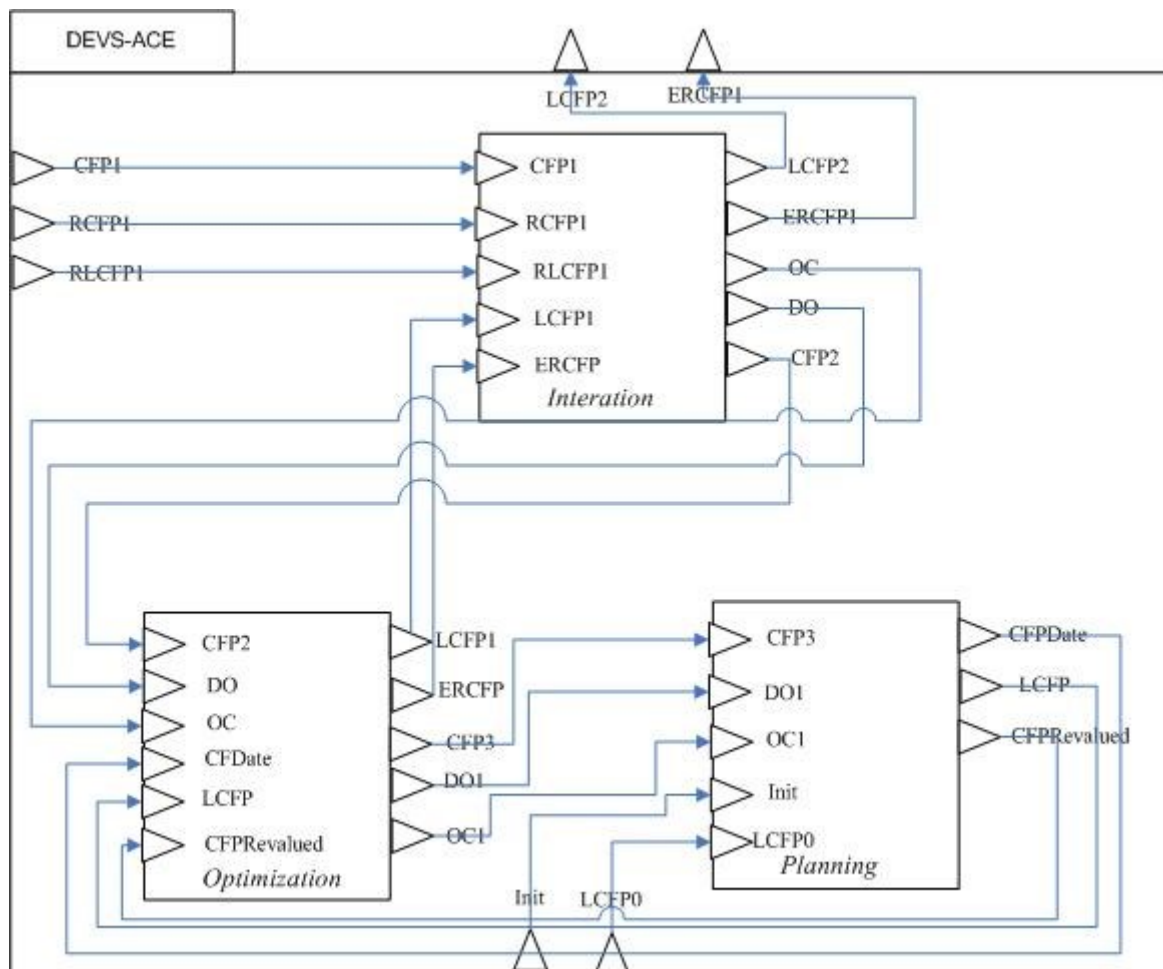 DEVS-ACE
LCFP2
ERCFP1
CFP1
RCFP1
RLCFP1
CFP1
RCFP1
RLCFP1
LCFP1
ERCFP
Interation
LCFP2
ERCFP1
OC
DO
CFP2
CFP2
DO
OC
CFDate
LCFP
CFPRevalued
Optimization
LCFP1
ERCFP
CFP3
DO1
OC1
CFP3
DO1
OC1
Init
LCFP0
Planning
CFPDate
LCFP
CFPRevalued
Init
LCFP0